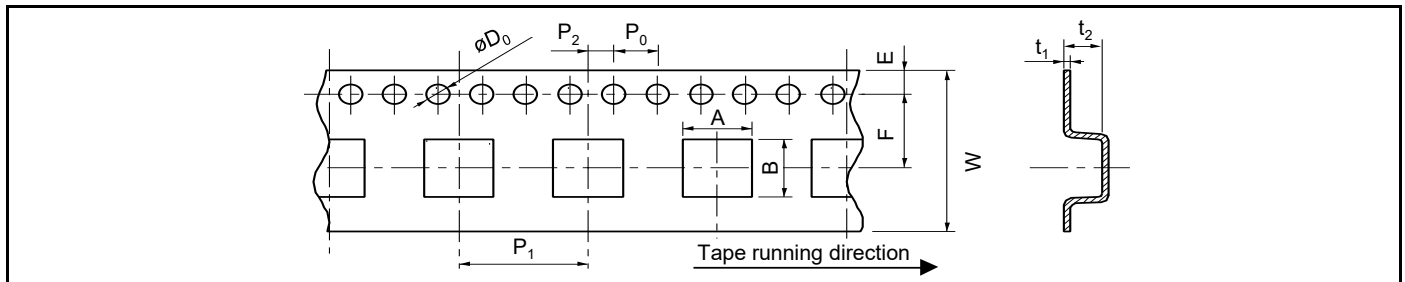 øD₀
P₂
P₀
E
t₁
t₂
A
F
B
W
P₁
Tape running direction